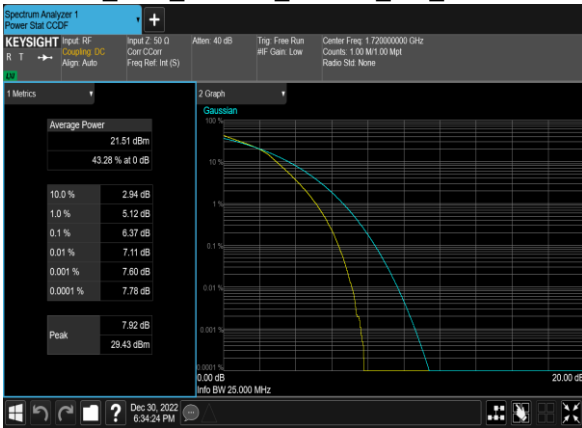 Spectrum Analyzer 1
Power Stat CCDF
+
KEYSIGHT
R T
LXI
Input: RF
Coupling: DC
Align: Auto
Input Z: 50 Ω
Corr CCorr
Freq Ref: Int (S)
Atten: 40 dB
Trig: Free Run
#IF Gain: Low
Center Freq: 1.720000000 GHz
Counts: 1.00 M/1.00 Mpt
Radio Std: None
1 Metrics
Average Power
21.51 dBm
43.28 % at 0 dB
10.0 % 2.94 dB
1.0 % 5.12 dB
0.1 % 6.37 dB
0.01 % 7.11 dB
0.001 % 7.60 dB
0.0001 % 7.78 dB
Peak
7.92 dB
29.43 dBm
2 Graph
Gaussian
100 %
10 %
1 %
0.1 %
0.01 %
0.001 %
0.0001 %
0.00 dB 20.00 dB
Info BW 25.000 MHz
?
Dec 30, 2022
6:34:24 PM